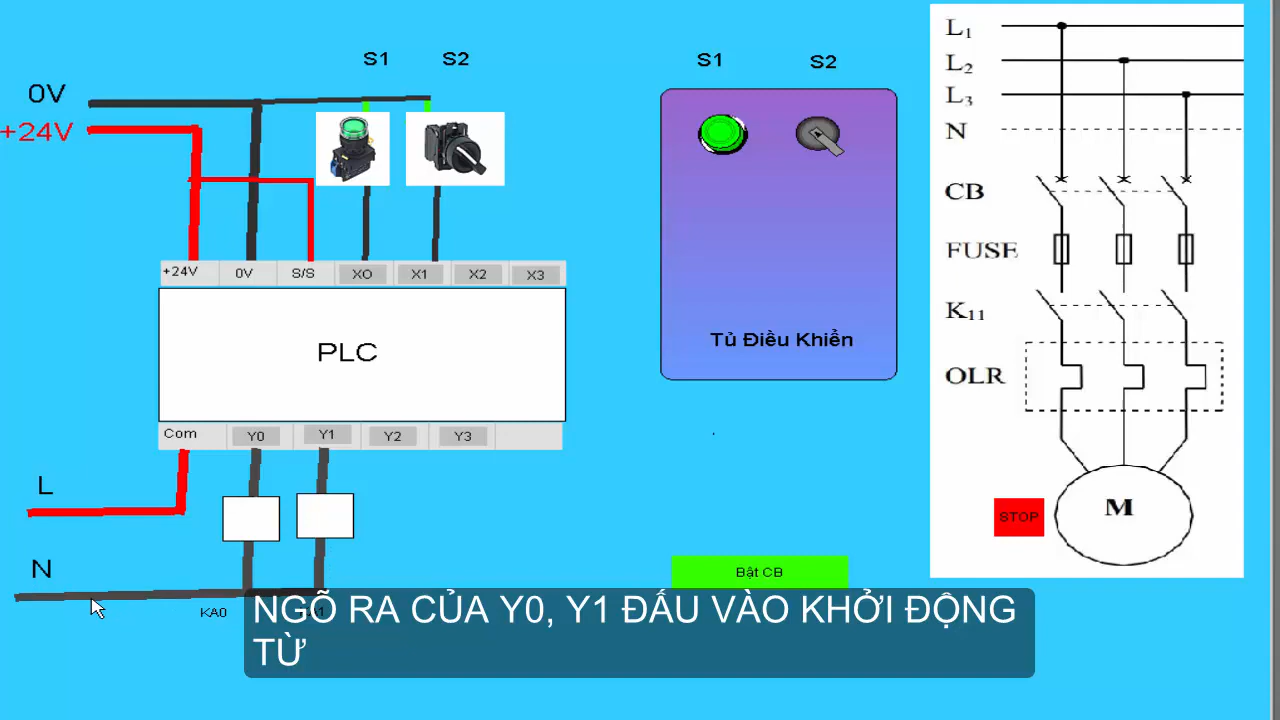 S1
S2
S1
S2
0V
+24V
+24V
0V
S/S
XO
X1
X2
X3
PLC
Com
Y0
Y1
Y2
Y3
L
N
KA0
Tủ Điều Khiển
Bật CB
L1
L2
L3
N
CB
FUSE
K11
OLR
M
STOP
NGÕ RA CỦA Y0, Y1 ĐẤU VÀO KHỞI ĐỘNG
TỪ